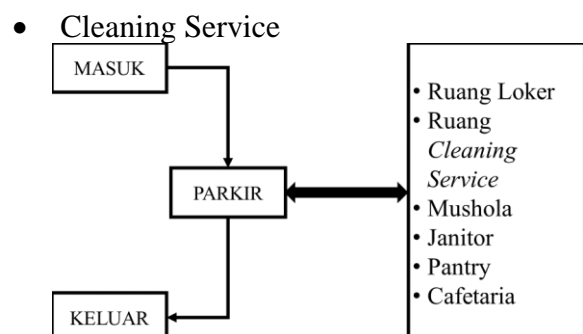 • Cleaning Service
MASUK
PARKIR
KELUAR
• Ruang Loker
• Ruang
Cleaning
Service
• Mushola
• Janitor
• Pantry
• Cafetaria